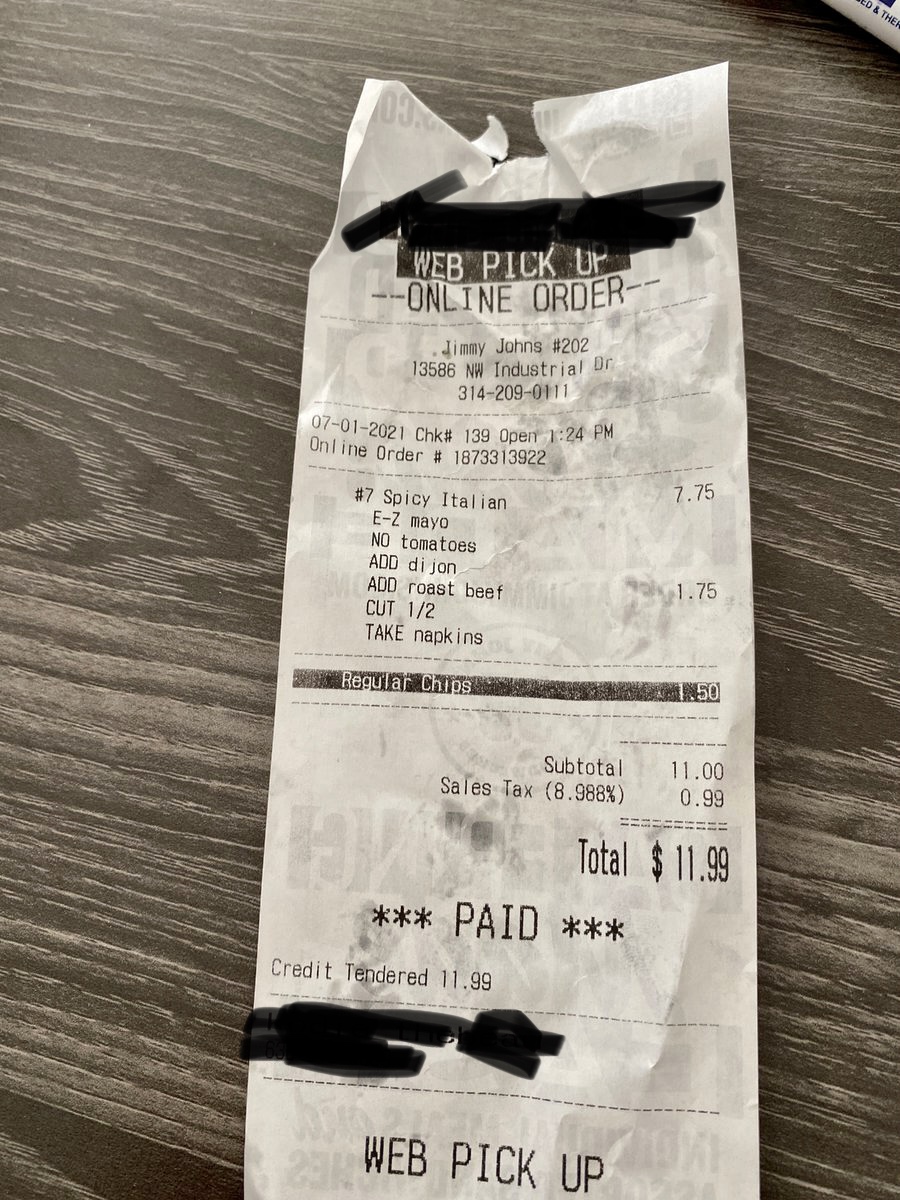 ED & THER
WEB PICK UP
--ONLINE ORDER--
Jimmy Johns #202
13586 NW Industrial Dr
314-209-0111
07-01-2021 Chk# 139 Open 1:24 PM
Online Order # 1873313922
#7 Spicy Italian 7.75
E-Z mayo
NO tomatoes
ADD dijon
ADD roast beef 1.75
CUT 1/2
TAKE napkins
Regular Chips 1.50
Subtotal 11.00
Sales Tax (8.988%) 0.99
Total $ 11.99
*** PAID ***
Credit Tendered 11.99
WEB PICK UP